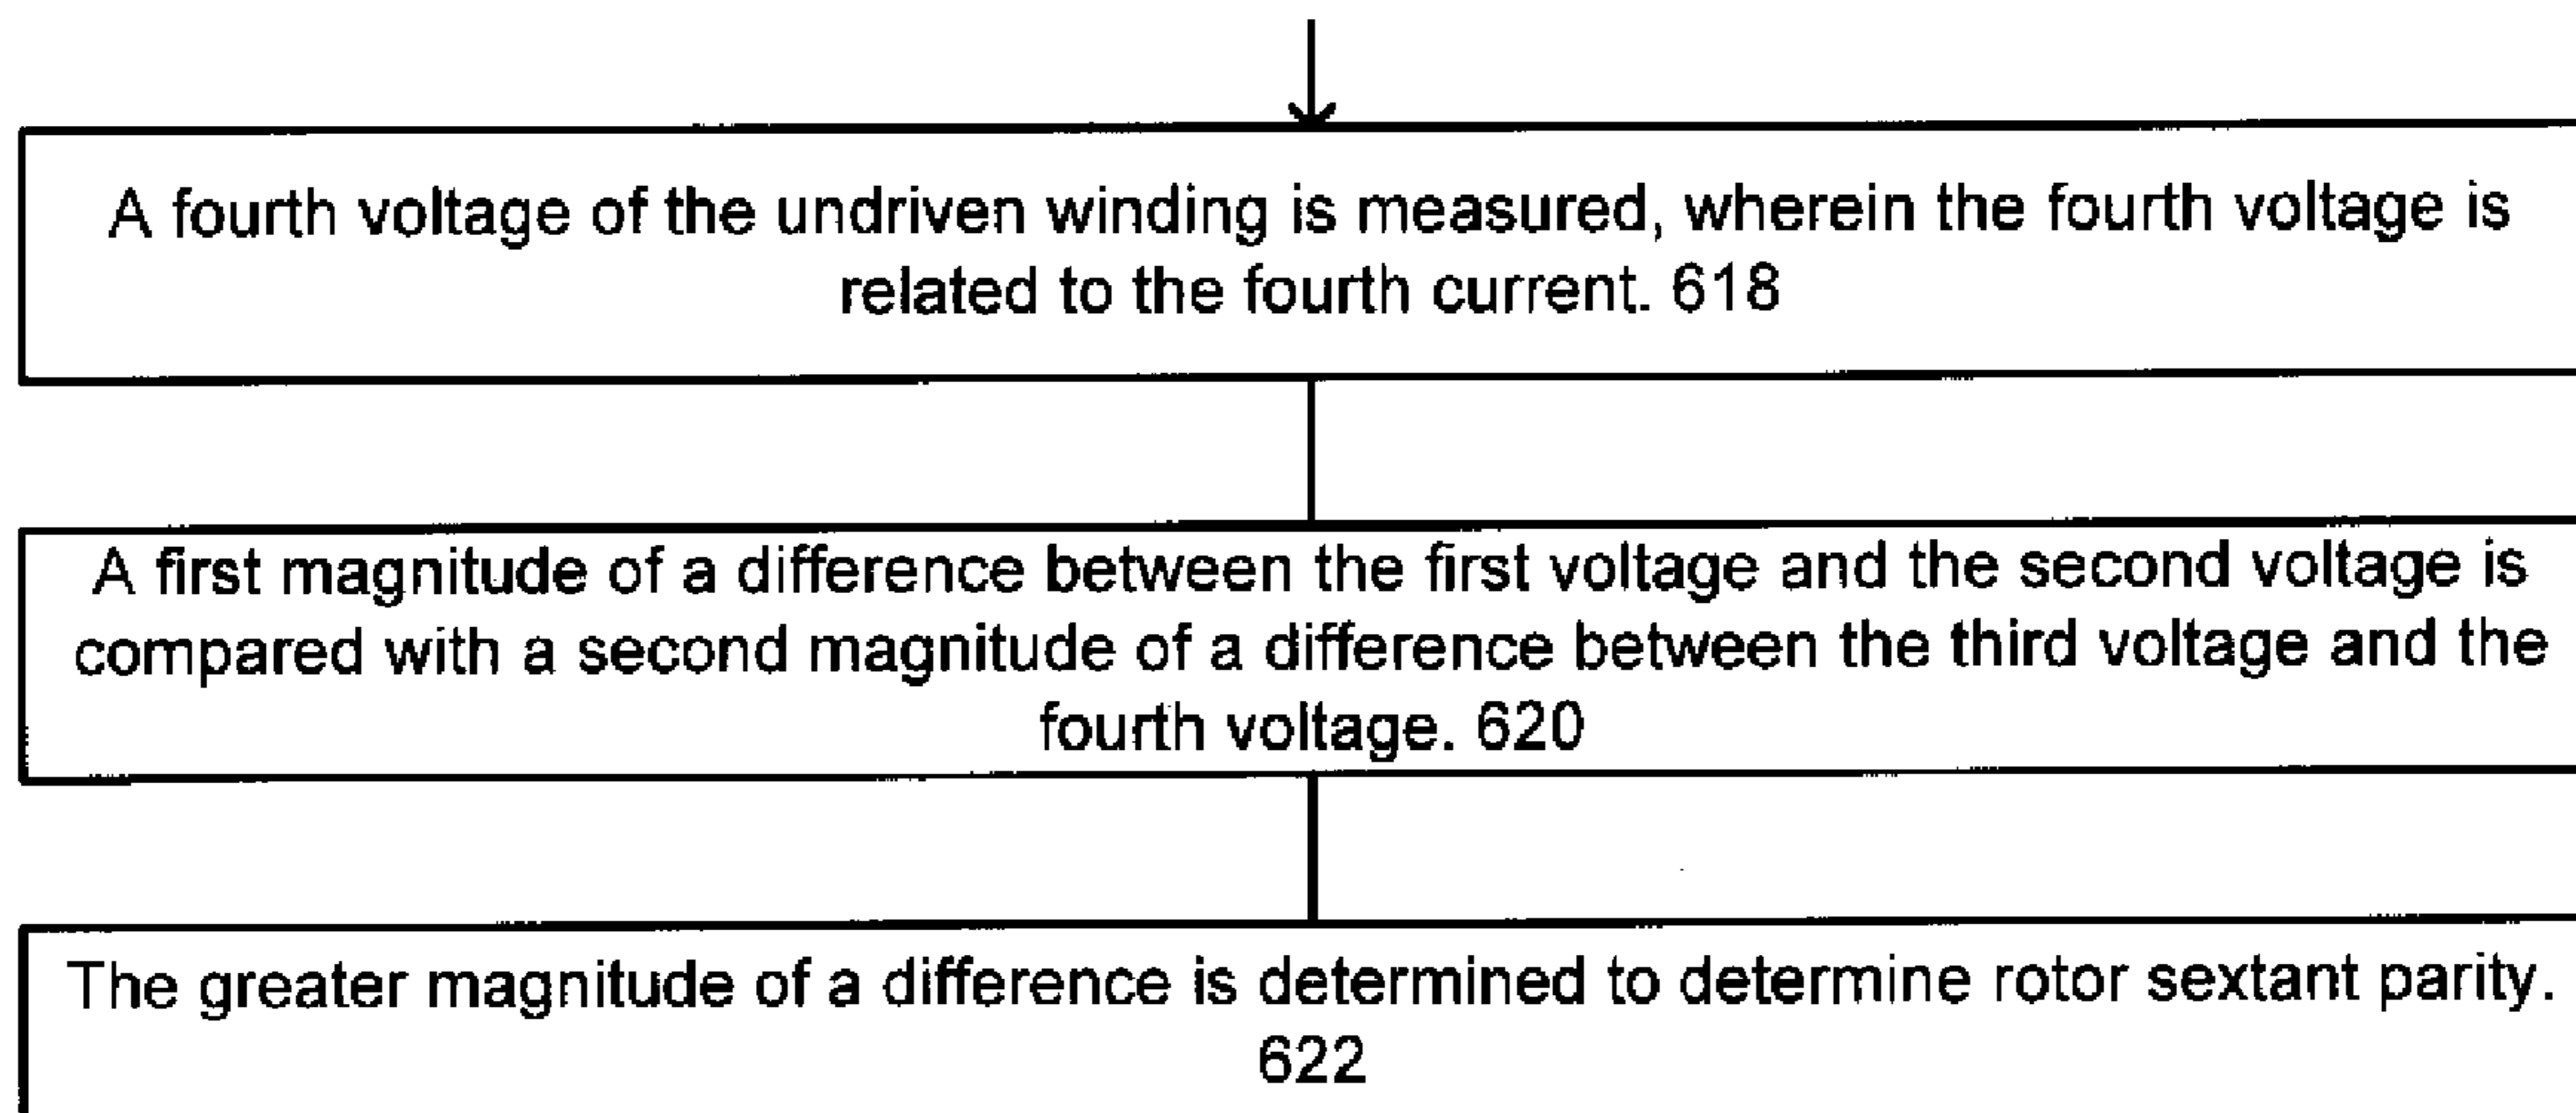 A fourth voltage of the undriven winding is measured, wherein the fourth voltage is
related to the fourth current. 618
A first magnitude of a difference between the first voltage and the second voltage is
compared with a second magnitude of a difference between the third voltage and the
fourth voltage. 620
The greater magnitude of a difference is determined to determine rotor sextant parity.
622